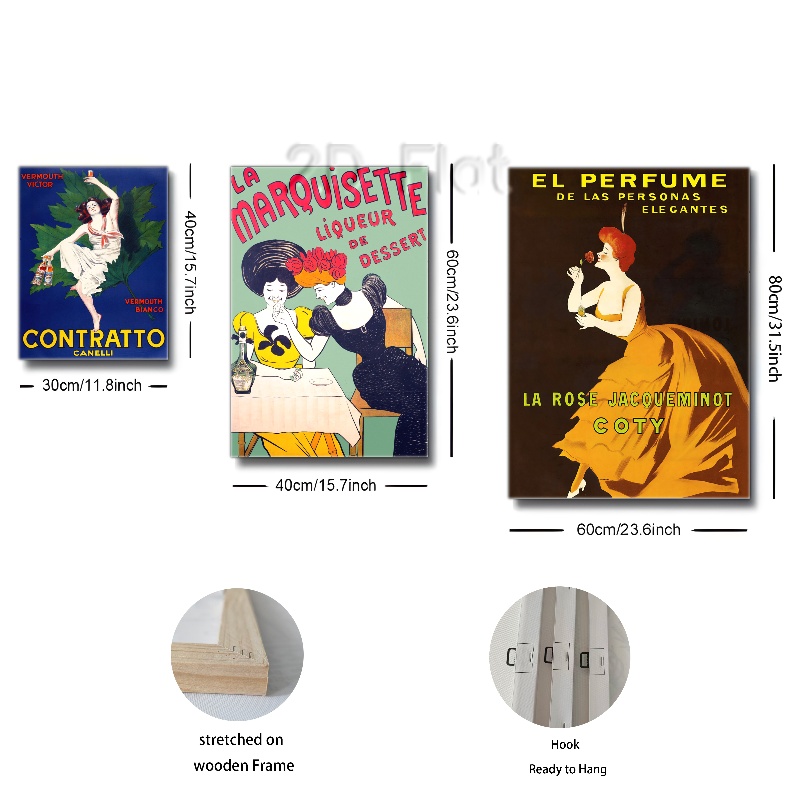 2D Flat
VERMOUTH
VICTOR
VERMOUTH
BIANCO
CONTRATTO
CANELLI
40cm/15.7inch
30cm/11.8inch
LA
MARQUISETTE
LIQUEUR
DE
DESSERT
60cm/23.6inch
40cm/15.7inch
EL PERFUME
DE LAS PERSONAS
ELEGANTES
LA ROSE JACQUEMINOT
COTY
80cm/31.5inch
60cm/23.6inch
stretched on
wooden Frame
Hook
Ready to Hang